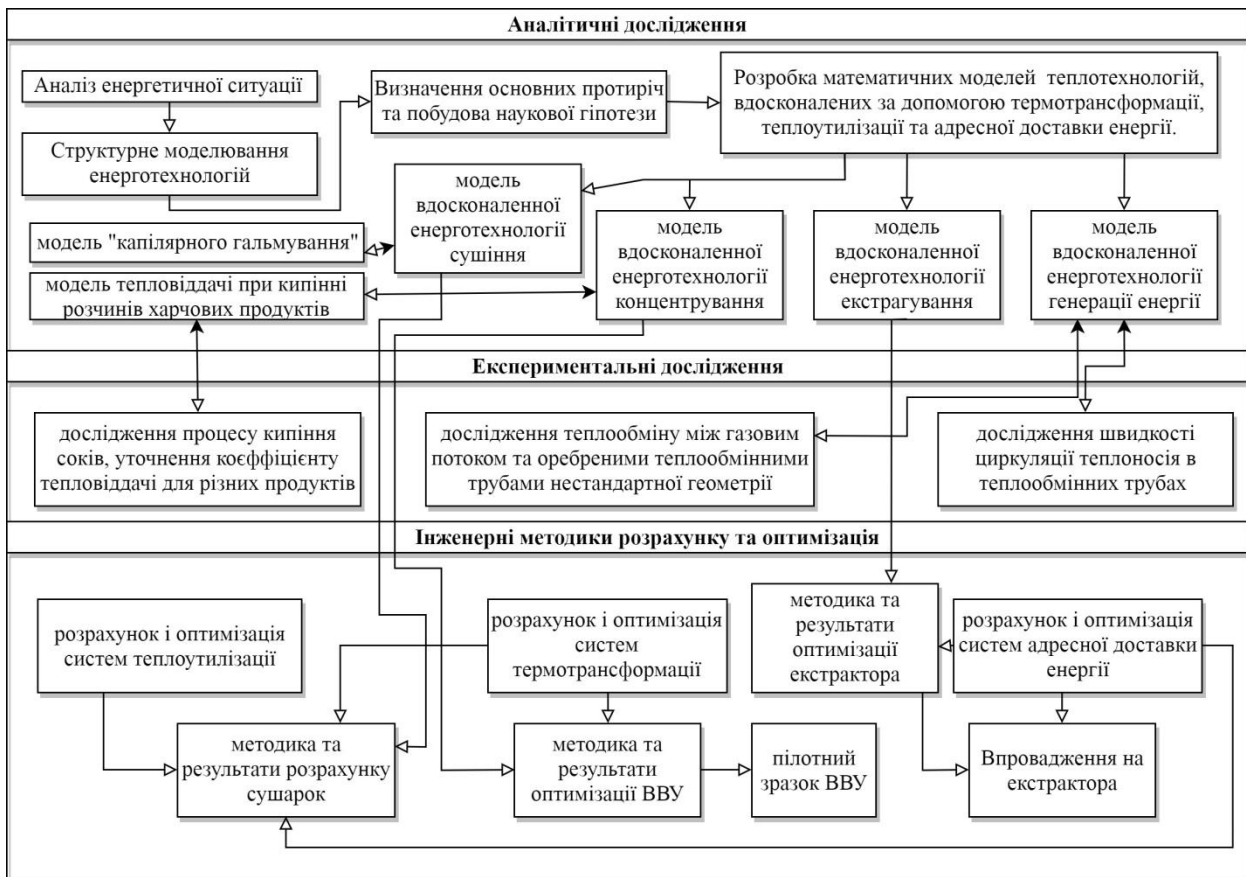 Аналітичні дослідження
Аналіз енергетичної ситуації
Структурне моделювання
енерготехнологій
Визначення основних протиріч
та побудова наукової гіпотези
Розробка математичних моделей теплотехнологій,
вдосконалених за допомогою термотрансформації,
теплоутилізації та адресної доставки енергії.
модель "капілярного гальмування"
модель тепловіддачі при кипінні
розчинів харчових продуктів
модель
вдосконаленної
енерготехнології
сушіння
модель
вдосконаленної
енерготехнології
концентрування
модель
вдосконаленної
енерготехнології
екстрагування
модель
вдосконаленної
енерготехнології
генерації енергії
Експериментальні дослідження
дослідження процесу кипіння
соків, уточнення коєффіцієнту
тепловіддачі для різних продуктів
дослідження теплообміну між газовим
потоком та оребреними теплообмінними
трубами нестандартної геометрії
дослідження швидкості
циркуляції теплоносія в
теплообмінних трубах
Інженерні методики розрахунку та оптимізація
розрахунок і оптимізація
систем теплоутилізації
розрахунок і оптимізація
систем
термотрансформації
методика та
результати
оптимізації
екстрактора
розрахунок і оптимізація
систем адресної доставки
енергії
методика та
результати розрахунку
сушарок
методика та
результати
оптимізації ВВУ
пілотний
зразок ВВУ
Впровадження на
екстрактора